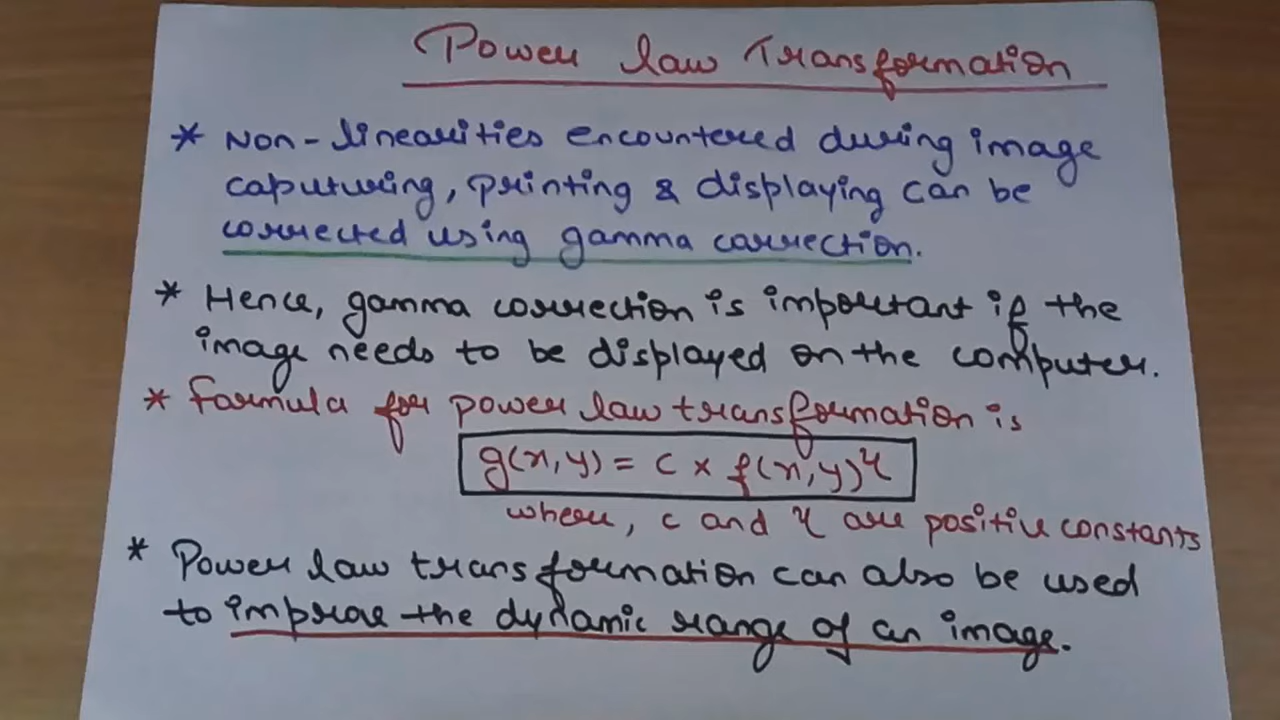 Power law Transformation
* Non-linearities encountered during image
caputuring, printing & displaying can be
corrected using gamma correction.
* Hence, gamma correction is important if the
image needs to be displayed on the computer.
* Formula for power law transformation is
g(x,y) = c × f(x,y)^γ
where, c and γ are positive constants
* Power law transformation can also be used
to improve the dynamic range of an image.